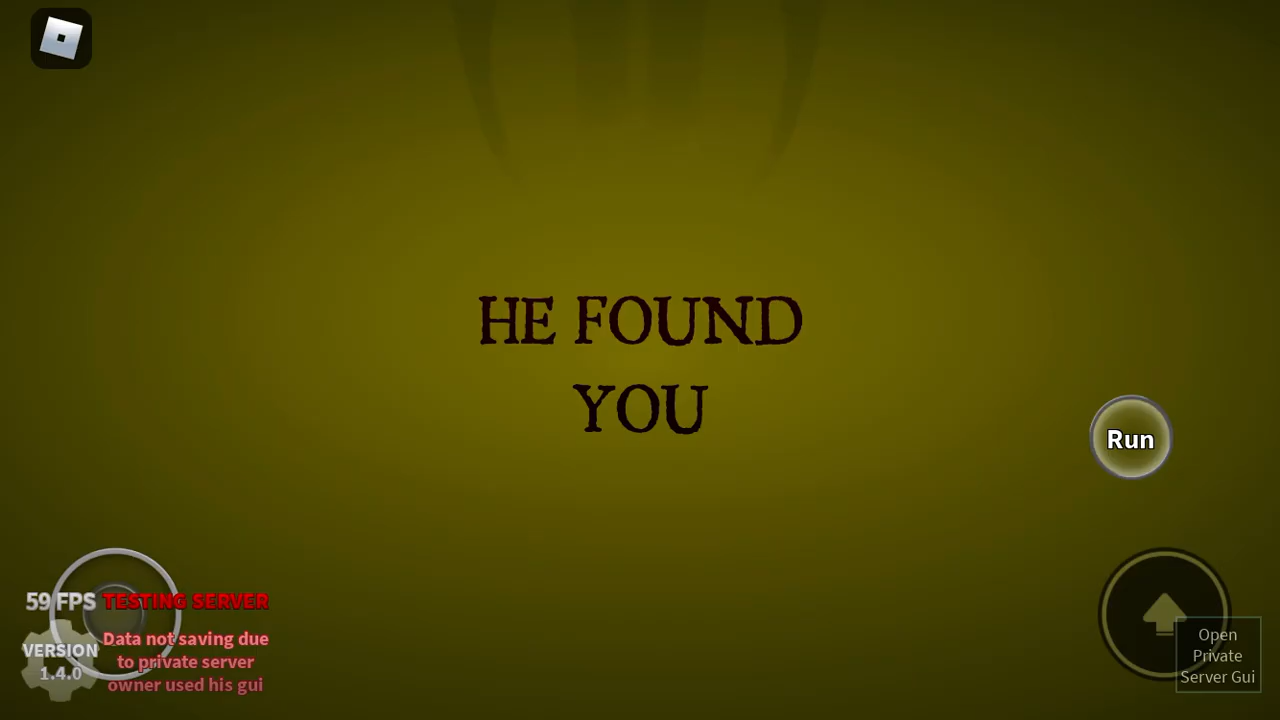 HE FOUND
YOU
Run
59 FPS TESTING SERVER
VERSION
1.4.0
Data not saving due
to private server
owner used his gui
Open
Private
Server Gui